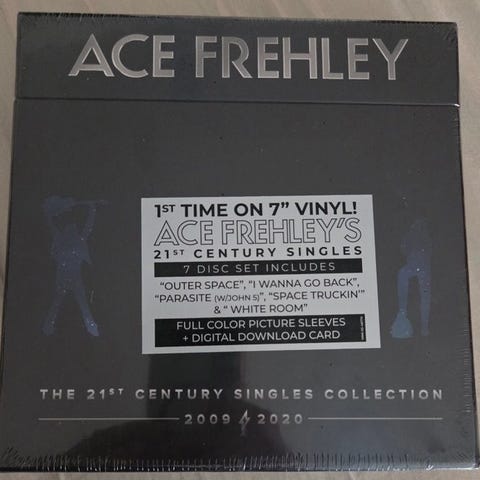 ACE FREHLEY
1ST TIME ON 7" VINYL!
ACE FREHLEY'S
21ST CENTURY SINGLES
7 DISC SET INCLUDES
"OUTER SPACE", "I WANNA GO BACK",
"PARASITE (W/JOHN 5)", "SPACE TRUCKIN'"
& " WHITE ROOM"
FULL COLOR PICTURE SLEEVES
+ DIGITAL DOWNLOAD CARD
THE 21ST CENTURY SINGLES COLLECTION
2009 2020